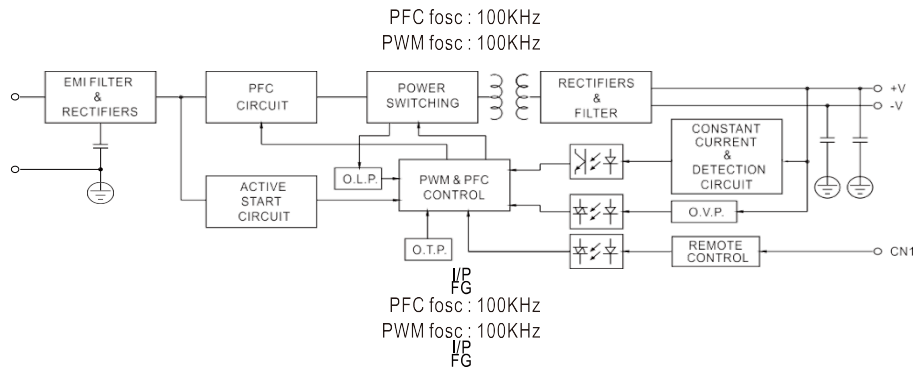 PFC fosc : 100KHz
PWM fosc : 100KHz
EMI FILTER
&
RECTIFIERS
PFC
CIRCUIT
POWER
SWITCHING
RECTIFIERS
&
FILTER
+V
-V
CONSTANT
CURRENT
&
DETECTION
CIRCUIT
O.L.P.
PWM & PFC
CONTROL
ACTIVE
START
CIRCUIT
O.V.P.
O.T.P.
REMOTE
CONTROL
CN1
I/P
FG
PFC fosc : 100KHz
PWM fosc : 100KHz
I/P
FG